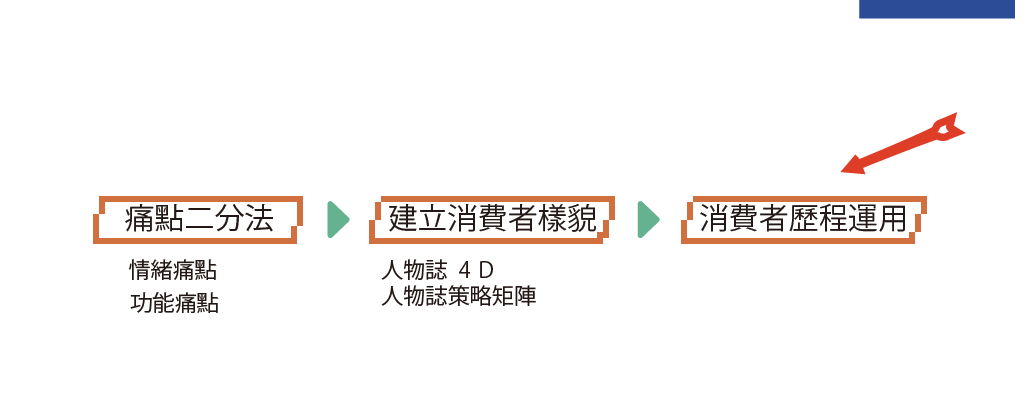 痛點二分法
建立消費者樣貌
消費者歷程運用
情緒痛點
功能痛點
人物誌 4 D
人物誌策略矩陣